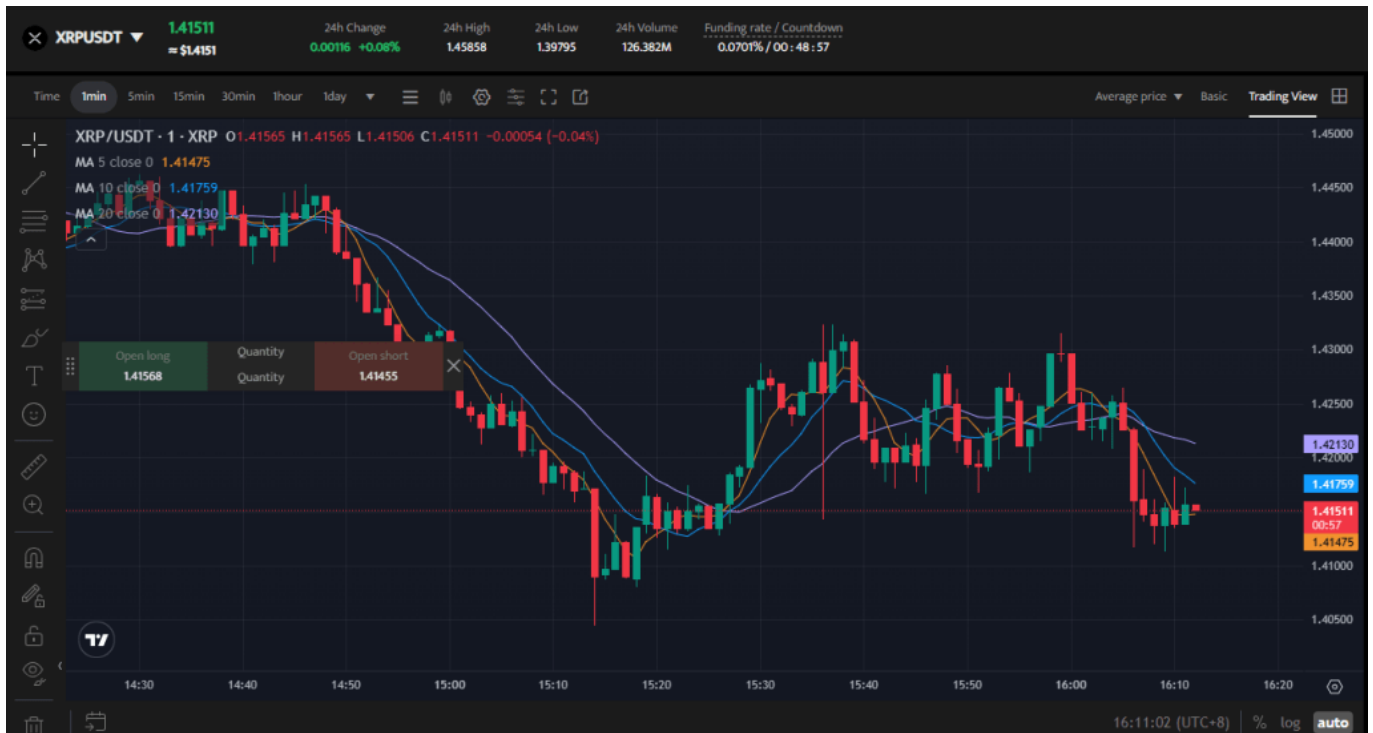 XRPUSDT
1.41511
≈ $1.4151
24h Change
0.00116 +0.08%
24h High
1.45858
24h Low
1.39795
24h Volume
126.382M
Funding rate / Countdown
0.0701% / 00 : 48 : 57
Time 1min 5min 15min 30min 1hour 1day
Average price Basic Trading View
XRP/USDT · 1 · XRP O1.41565 H1.41565 L1.41506 C1.41511 −0.00054 (−0.04%)
MA 5 close 0 1.41475
MA 10 close 0 1.41759
MA 20 close 0 1.42130
Open long
1.41568
Quantity
Quantity
Open short
1.41455
1.45000
1.44500
1.44000
1.43500
1.43000
1.42500
1.42130
1.42000
1.41759
1.41511
00:57
1.41475
1.41000
1.40500
14:30 14:40 14:50 15:00 15:10 15:20 15:30 15:40 15:50 16:00 16:10 16:20
16:11:02 (UTC+8) % log auto